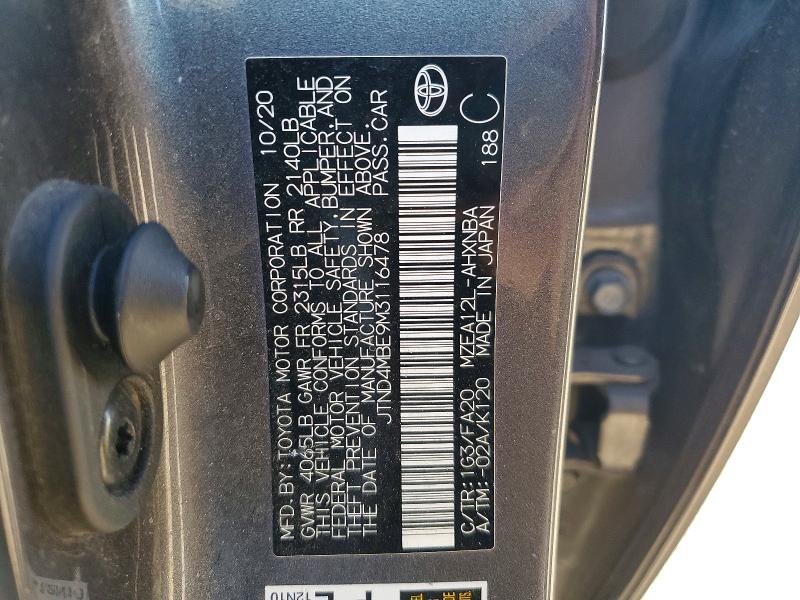 MFD. BY: TOYOTA MOTOR CORPORATION 10/20
GVWR 4065LB GAWR FR 2315LB RR 2140LB
THIS VEHICLE CONFORMS TO ALL APPLICABLE
FEDERAL MOTOR VEHICLE SAFETY, BUMPER, AND
THEFT PREVENTION STANDARDS IN EFFECT ON
THE DATE OF MANUFACTURE SHOWN ABOVE.
JTND4MBE9M3116478 PASS. CAR
C/TR: 1G3/FA20 MZEA12L-AHXNBA
A/TM: -02A/K120 MADE IN JAPAN
188 C
12N10